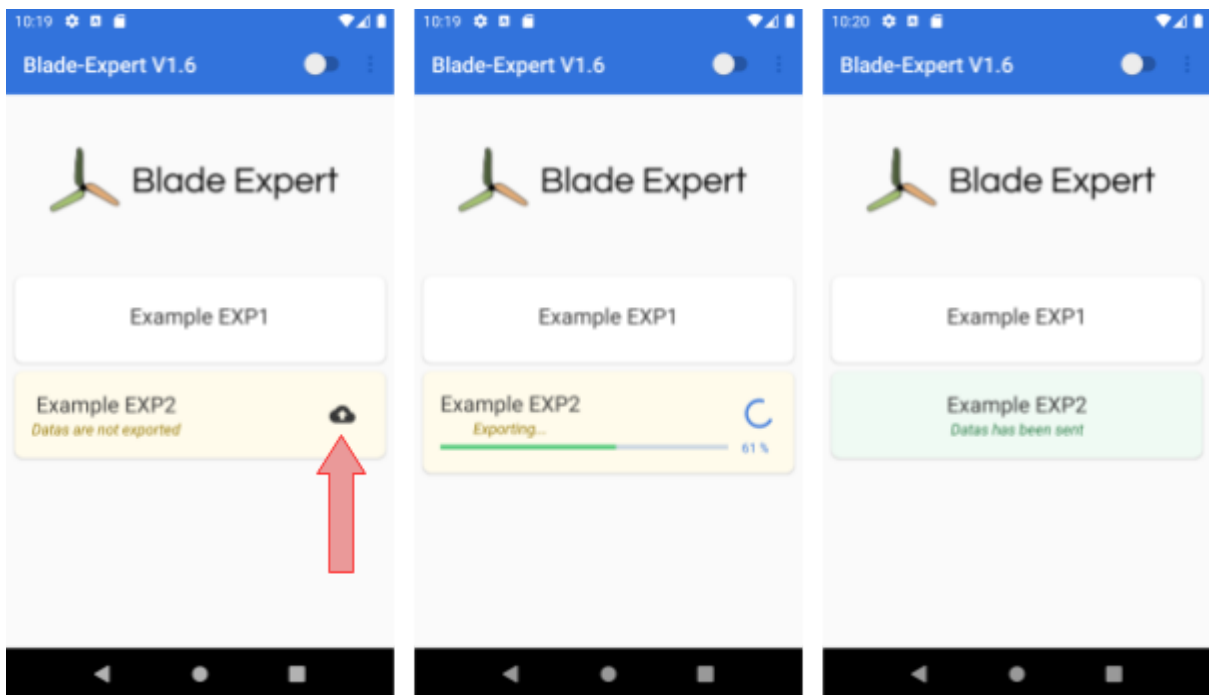 10:19
Blade-Expert V1.6
Blade Expert
Example EXP1
Example EXP2
Datas are not exported
10:19
Blade-Expert V1.6
Blade Expert
Example EXP1
Example EXP2
Exporting...
61 %
10:20
Blade-Expert V1.6
Blade Expert
Example EXP1
Example EXP2
Datas has been sent